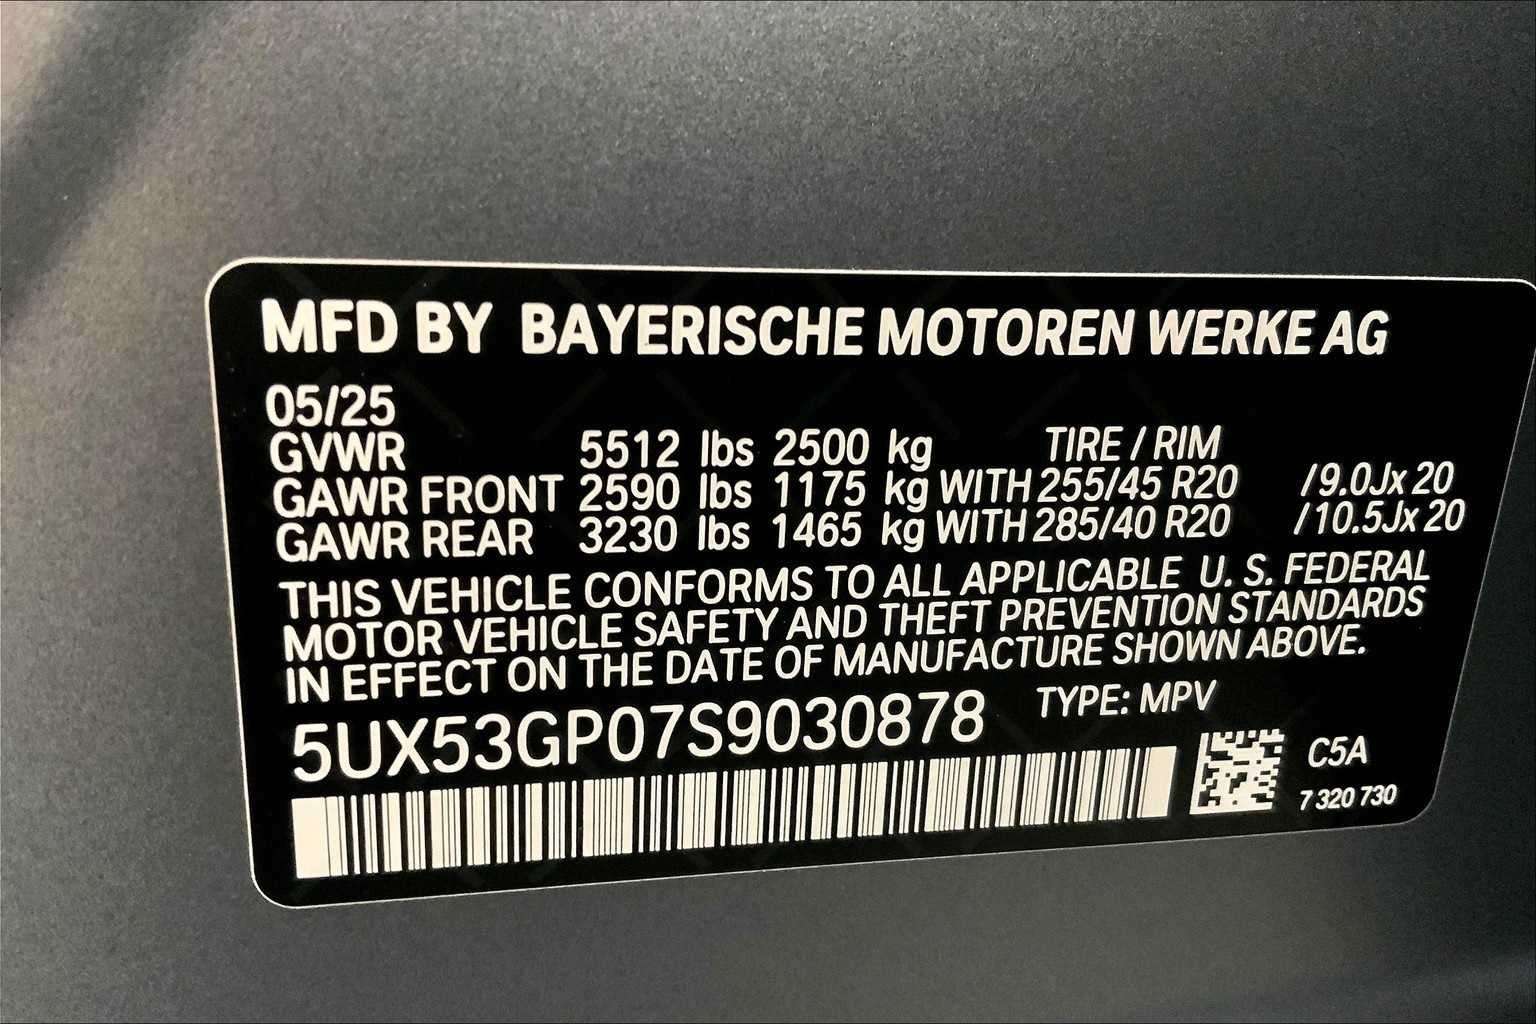 MFD BY BAYERISCHE MOTOREN WERKE AG
05/25
GVWR 5512 lbs 2500 kg TIRE / RIM
GAWR FRONT 2590 lbs 1175 kg WITH 255/45 R20 /9.0Jx 20
GAWR REAR 3230 lbs 1465 kg WITH 285/40 R20 /10.5Jx 20
THIS VEHICLE CONFORMS TO ALL APPLICABLE U. S. FEDERAL
MOTOR VEHICLE SAFETY AND THEFT PREVENTION STANDARDS
IN EFFECT ON THE DATE OF MANUFACTURE SHOWN ABOVE.
5UX53GP07S9030878 TYPE: MPV
C5A
7 320 730